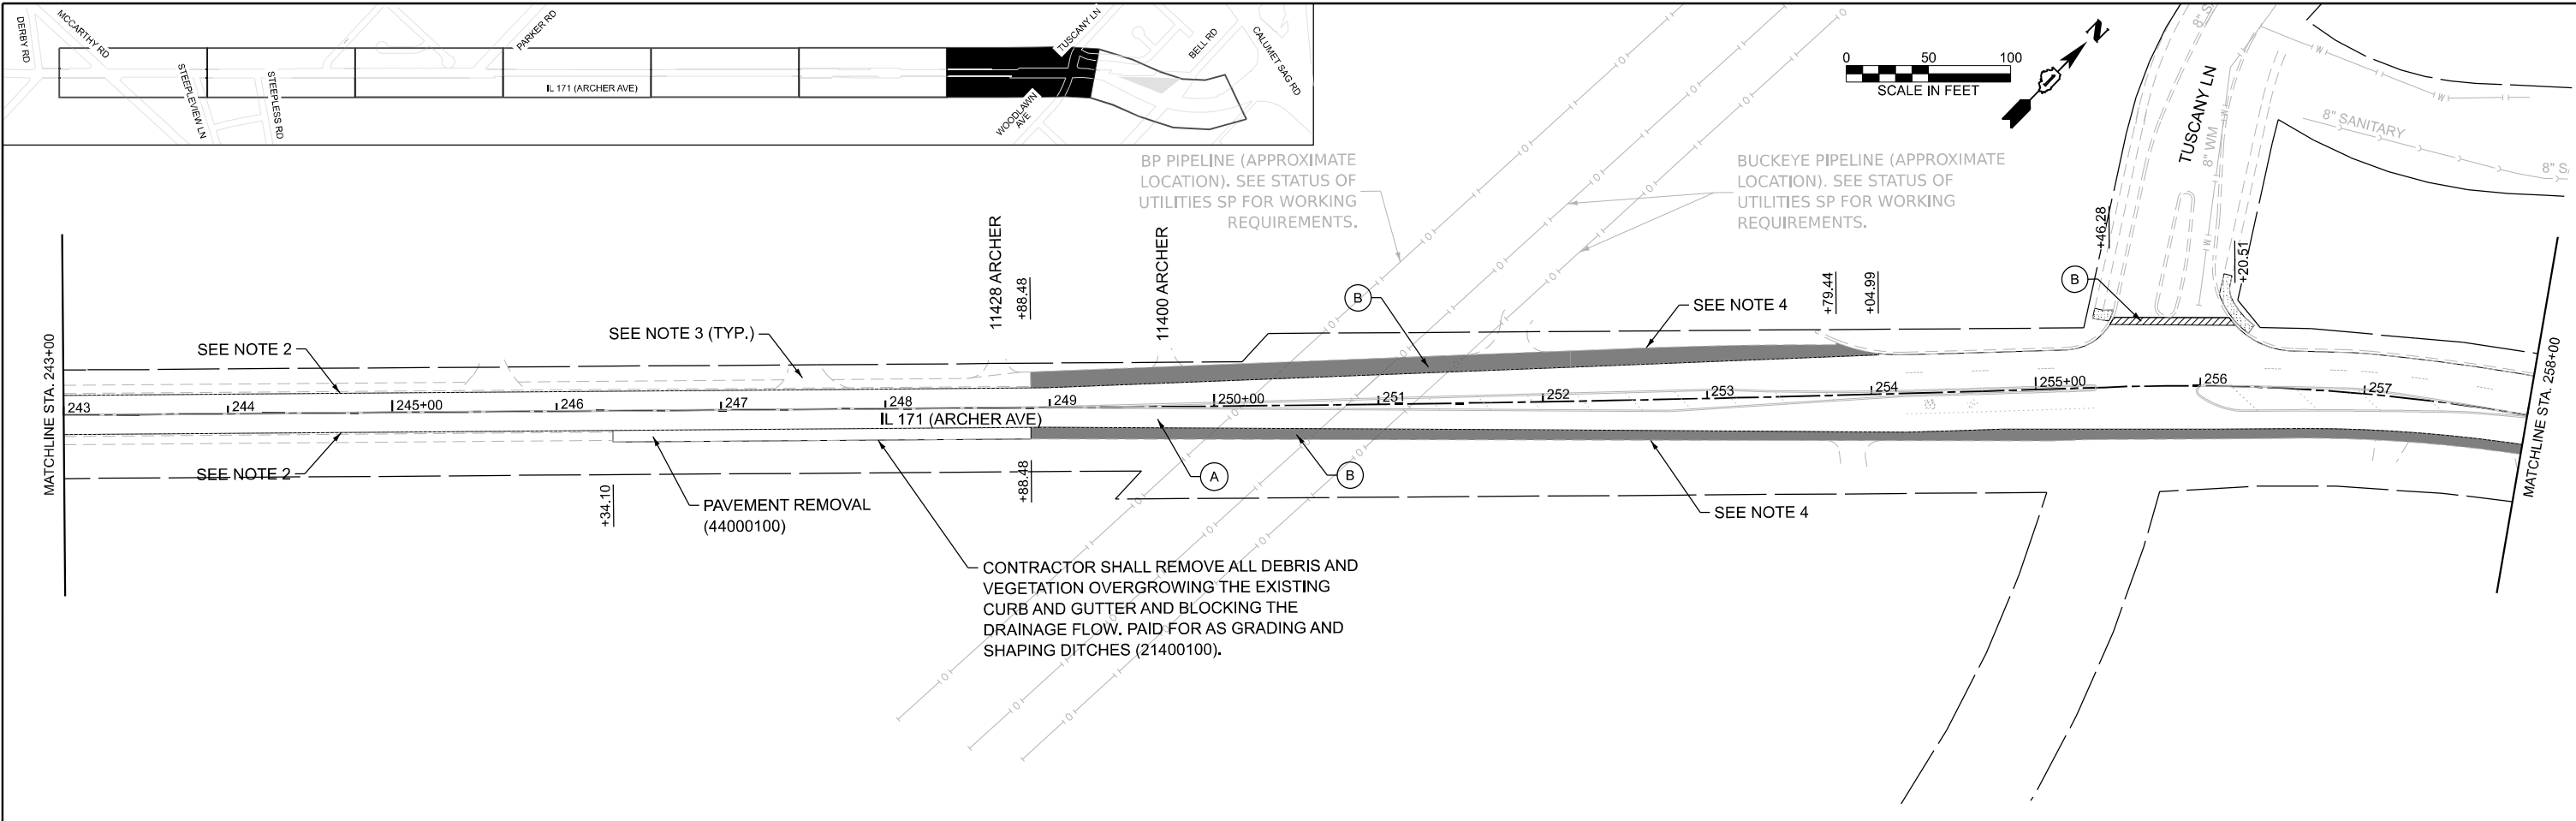 DERBY RD
MCCARTHY RD
STEEPLEVIEW LN
STEEPLESS RD
PARKER RD
IL 171 (ARCHER AVE)
WOODLAWN
AVE
TUSCANY LN
BELL RD
CALUMET SAG RD
0 50 100
SCALE IN FEET
N
BP PIPELINE (APPROXIMATE
LOCATION). SEE STATUS OF
UTILITIES SP FOR WORKING
REQUIREMENTS.
BUCKEYE PIPELINE (APPROXIMATE
LOCATION). SEE STATUS OF
UTILITIES SP FOR WORKING
REQUIREMENTS.
TUSCANY LN
8" WM
8" SANITARY
MATCHLINE STA. 243+00
SEE NOTE 2
SEE NOTE 3 (TYP.)
11428 ARCHER
+88.48
11400 ARCHER
B
SEE NOTE 4
+79.44
+04.99
+46.28
B
+20.51
243 244 245+00 246 247 248 249 250+00 251 252 253 254 255+00 256 257
IL 171 (ARCHER AVE)
SEE NOTE 2
+34.10
PAVEMENT REMOVAL
(44000100)
+88.48
A
B
SEE NOTE 4
MATCHLINE STA. 258+00
CONTRACTOR SHALL REMOVE ALL DEBRIS AND
VEGETATION OVERGROWING THE EXISTING
CURB AND GUTTER AND BLOCKING THE
DRAINAGE FLOW. PAID FOR AS GRADING AND
SHAPING DITCHES (21400100).